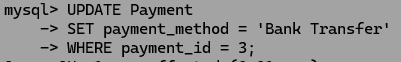 mysql> UPDATE Payment
    -> SET payment_method = 'Bank Transfer'
    -> WHERE payment_id = 3;